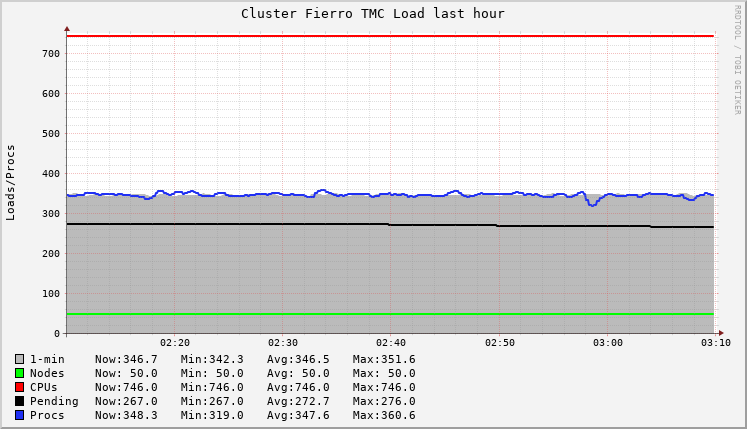 Cluster Fierro TMC Load last hour
RRDTOOL / TOBI OETIKER
Loads/Procs
700
600
500
400
300
200
100
0
02:20 02:30 02:40 02:50 03:00 03:10
1-min Now:346.7 Min:342.3 Avg:346.5 Max:351.6
Nodes Now: 50.0 Min: 50.0 Avg: 50.0 Max: 50.0
CPUs Now:746.0 Min:746.0 Avg:746.0 Max:746.0
Pending Now:267.0 Min:267.0 Avg:272.7 Max:276.0
Procs Now:348.3 Min:319.0 Avg:347.6 Max:360.6